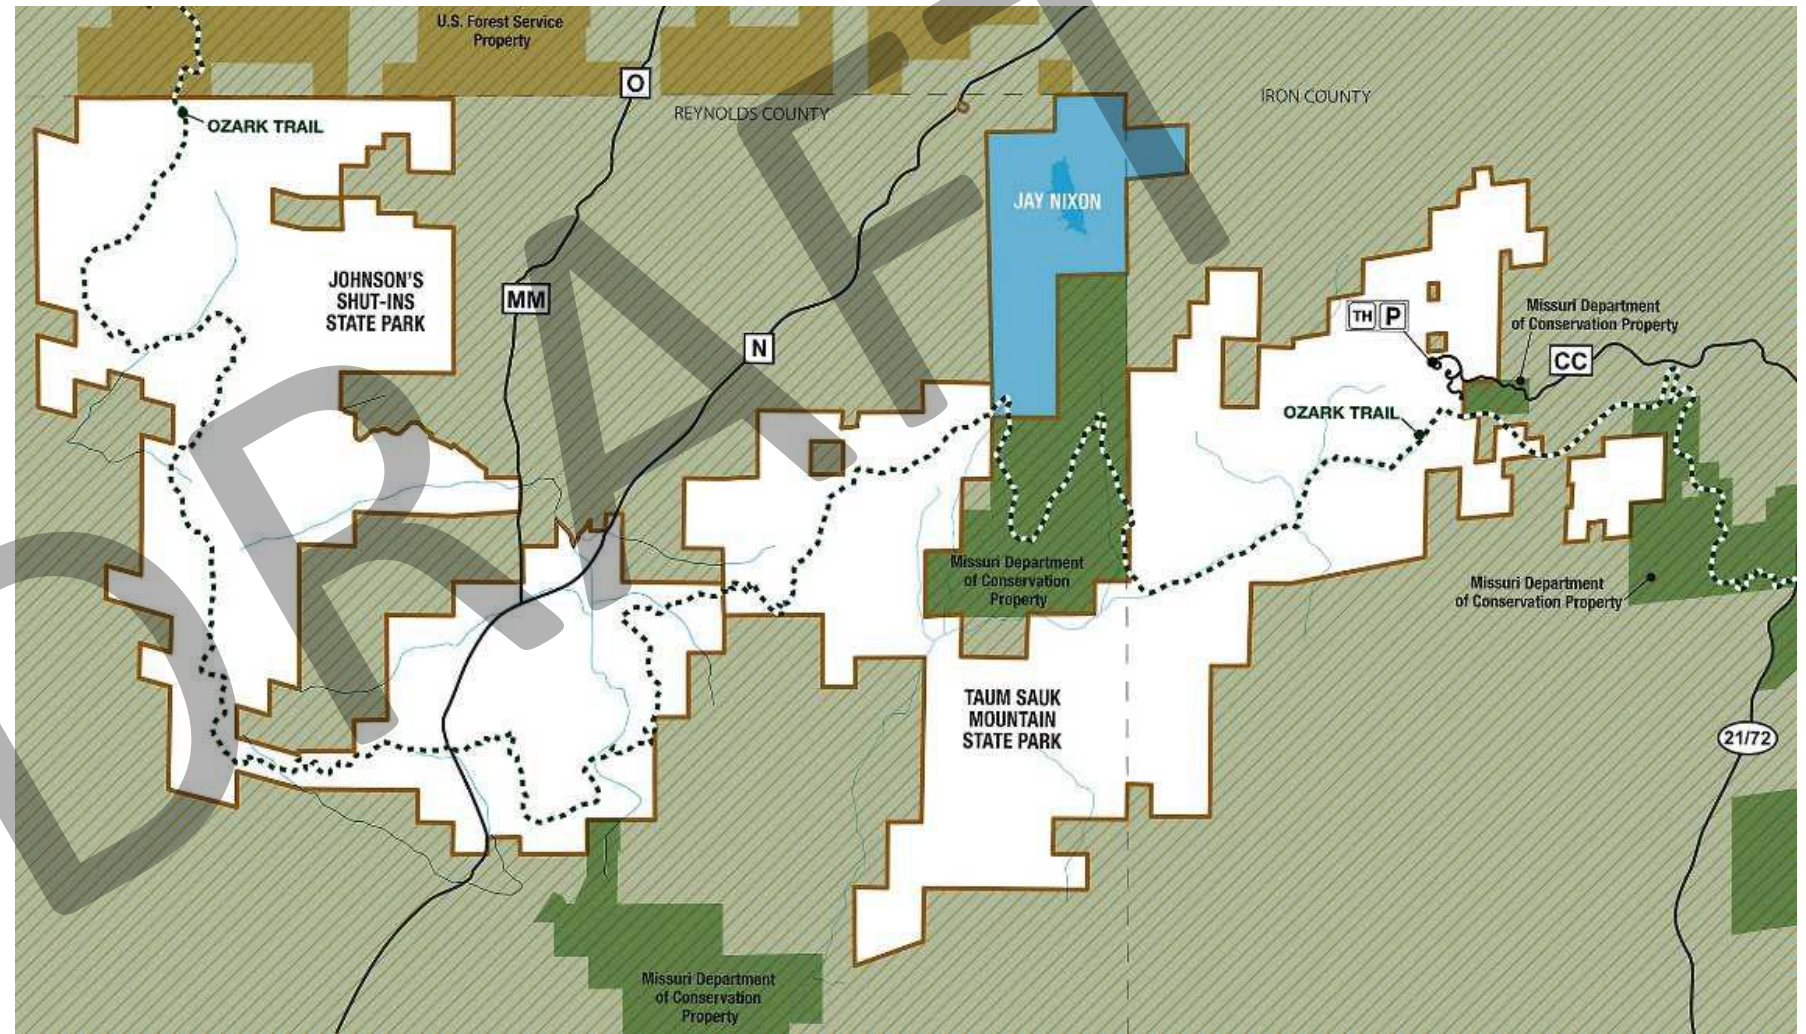 U.S. Forest Service
Property
O
REYNOLDS COUNTY
IRON COUNTY
OZARK TRAIL
JAY NIXON
JOHNSON'S
SHUT-INS
STATE PARK
MM
N
TH P
Missuri Department
of Conservation Property
CC
OZARK TRAIL
Missuri Department
of Conservation
Property
Missuri Department
of Conservation Property
TAUM SAUK
MOUNTAIN
STATE PARK
21/72
Missuri Department
of Conservation
Property
DRAFT